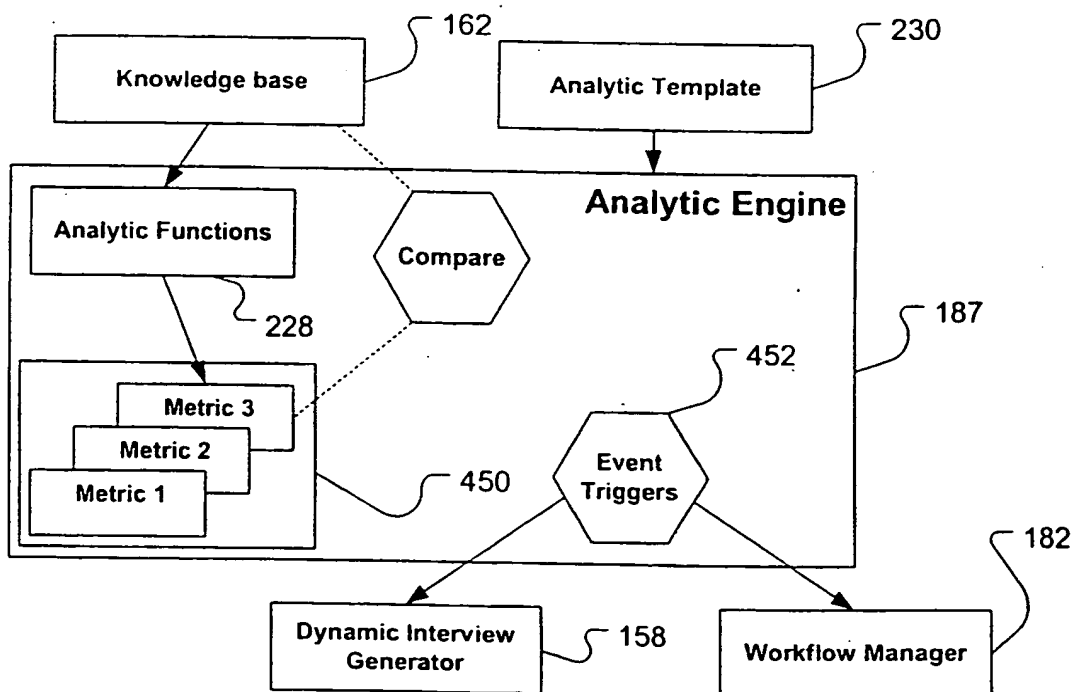 162
230
Knowledge base
Analytic Template
Analytic Engine
Analytic Functions
Compare
228
187
452
Metric 3
Metric 2
Metric 1
450
Event
Triggers
182
Dynamic Interview
Generator
158
Workflow Manager